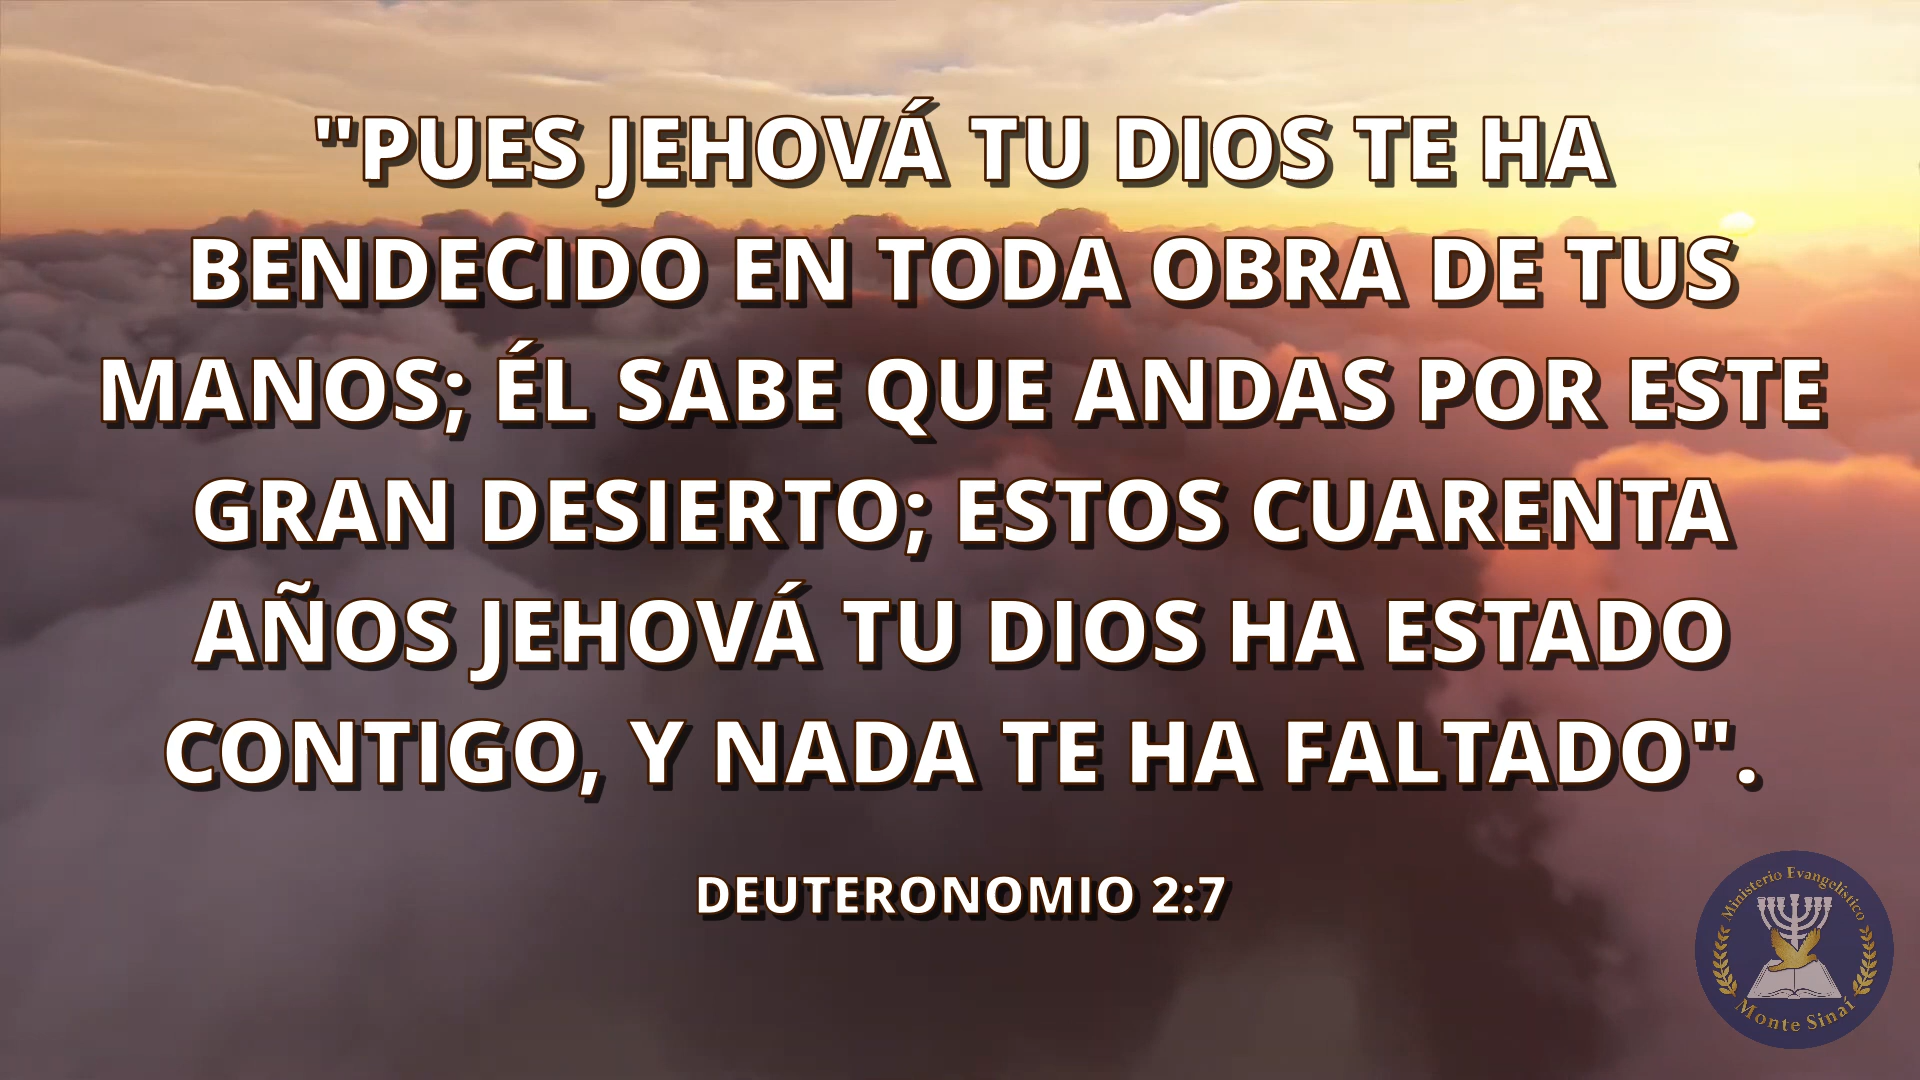 "PUES JEHOVÁ TU DIOS TE HA
BENDECIDO EN TODA OBRA DE TUS
MANOS; ÉL SABE QUE ANDAS POR ESTE
GRAN DESIERTO; ESTOS CUARENTA
AÑOS JEHOVÁ TU DIOS HA ESTADO
CONTIGO, Y NADA TE HA FALTADO".
DEUTERONOMIO 2:7
Ministerio Evangelístico
Monte Sinaí